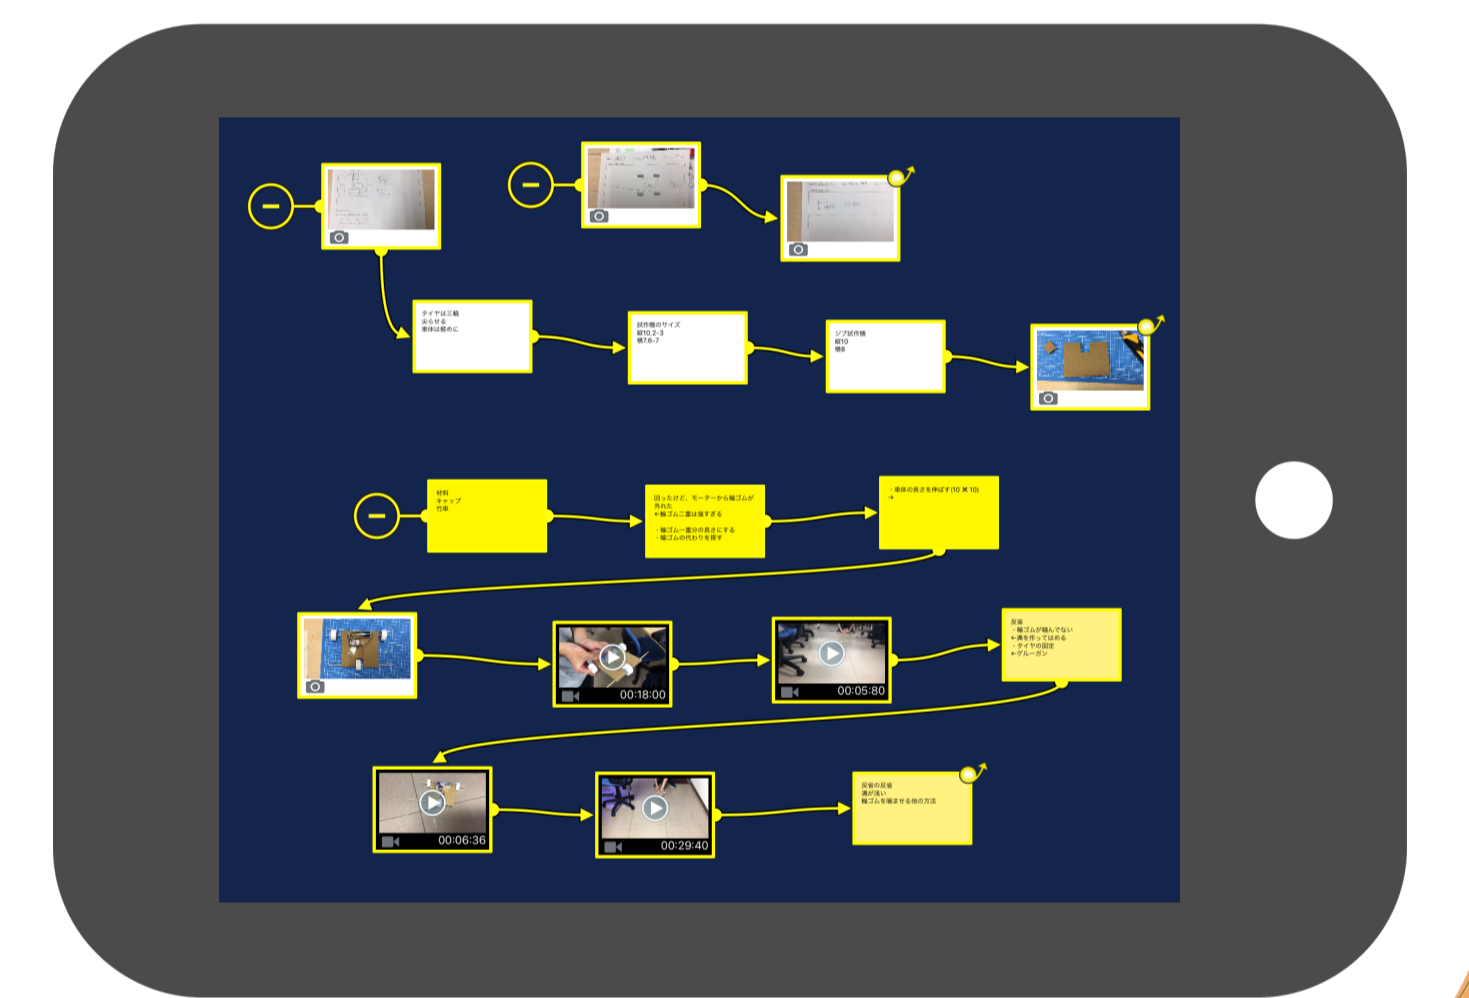 タイヤは三輪
尖らせる
車体は軽めに
試作機のサイズ
縦10.2-3
横7.6-7
ジブ試作機
縦10
横8
材料
キャップ
竹串
回ったけど、モーターから輪ゴムが
外れた
←輪ゴム二重は強すぎる
・輪ゴム一重分の長さにする
・輪ゴムの代わりを探す
・車体の長さを伸ばす(10✖️10)
→
00:18:00
00:05:80
反省
・輪ゴムが噛んでない
←溝を作ってはめる
・タイヤの固定
←グルーガン
00:06:36
00:29:40
反省の反省
溝が浅い
輪ゴムを噛ませる他の方法